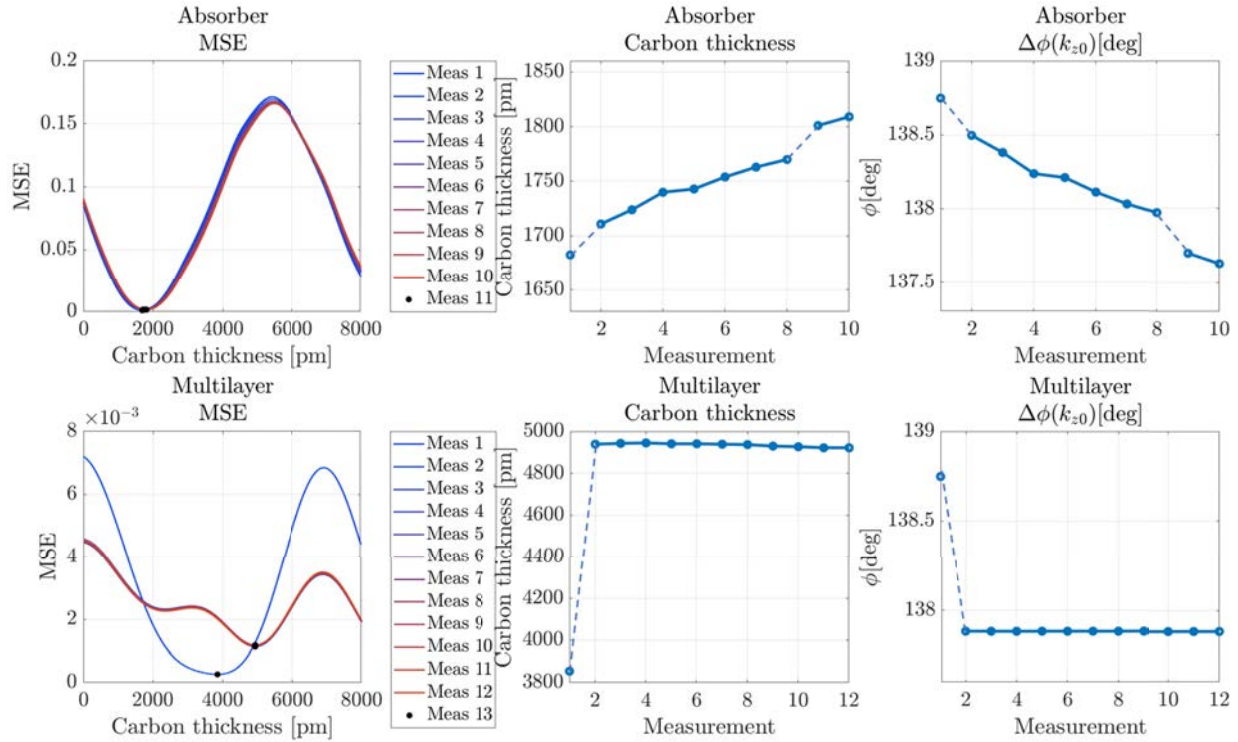 Absorber
MSE
0.2
0.15
0.1
0.05
0
MSE
0 2000 4000 6000 8000
Carbon thickness [pm]
Meas 1
Meas 2
Meas 3
Meas 4
Meas 5
Meas 6
Meas 7
Meas 8
Meas 9
Meas 10
Meas 11
Absorber
Carbon thickness
Carbon thickness [pm]
1850
1800
1750
1700
1650
2 4 6 8 10
Measurement
Absorber
Δϕ(k_{z0})[deg]
ϕ[deg]
139
138.5
138
137.5
2 4 6 8 10
Measurement
Multilayer
MSE
×10⁻³
8
6
4
2
0
MSE
0 2000 4000 6000 8000
Carbon thickness [pm]
Meas 1
Meas 2
Meas 3
Meas 4
Meas 5
Meas 6
Meas 7
Meas 8
Meas 9
Meas 10
Meas 11
Meas 12
Meas 13
Multilayer
Carbon thickness
Carbon thickness [pm]
5000
4800
4600
4400
4200
4000
3800
2 4 6 8 10 12
Measurement
Multilayer
Δϕ(k_{z0})[deg]
ϕ[deg]
139
138.5
138
2 4 6 8 10 12
Measurement